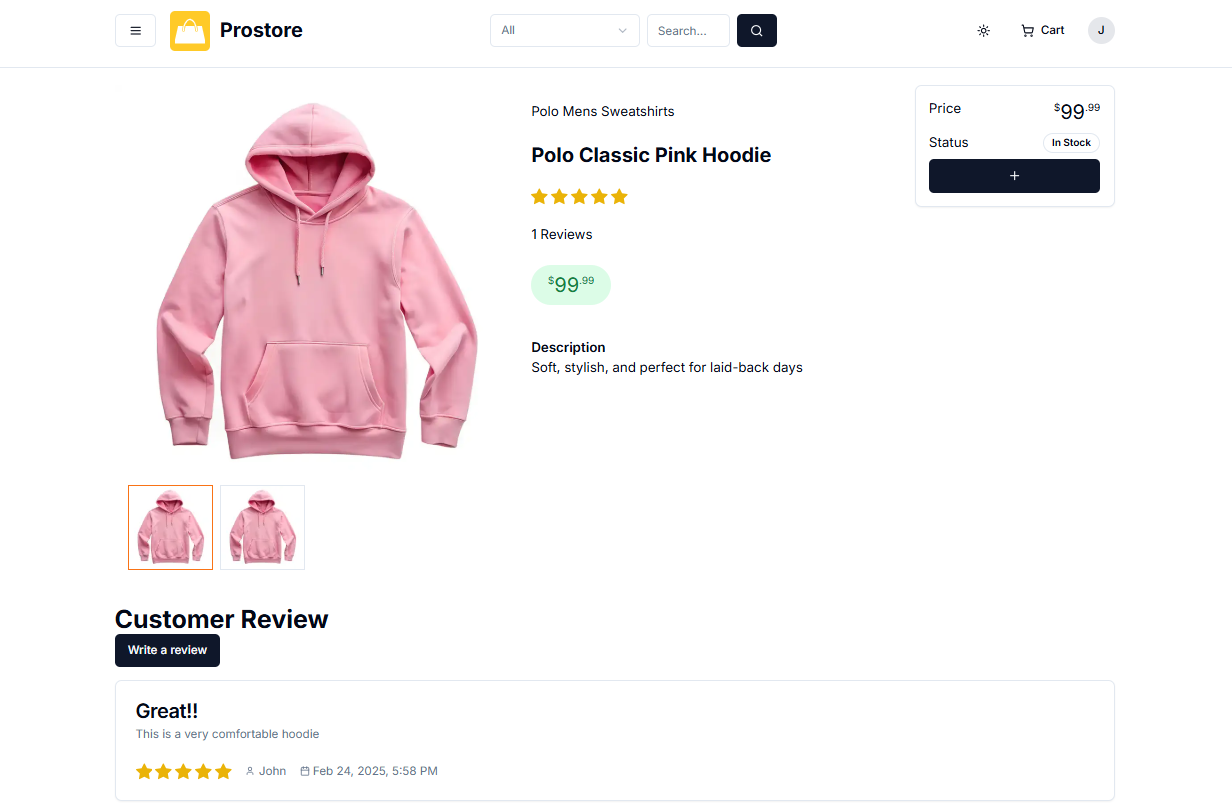 Prostore
All
Search...
Cart
J
Polo Mens Sweatshirts
Polo Classic Pink Hoodie
1 Reviews
$99.99
Description
Soft, stylish, and perfect for laid-back days
Price
$99.99
Status
In Stock
+
Customer Review
Write a review
Great!!
This is a very comfortable hoodie
John
Feb 24, 2025, 5:58 PM